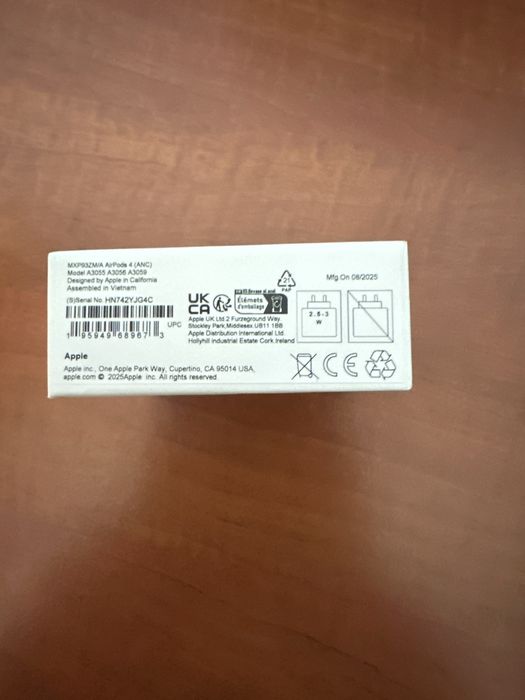 MXP93ZM/A AirPods 4 (ANC)
Model A3055 A3056 A3059
Designed by Apple in California
Assembled in Vietnam
(S)Serial No. HN742YJG4C
1 95949 68967 3
UPC
UK
CA
Élémets
d'emballage
21
PAP
Mfg.On 08/2025
2.5-3
W
Apple UK Ltd.2 Furzeground Way
Stockley Park,Middlesex,UB11 1BB
Apple Distribution International Ltd
Hollyhill Industrial Estate Cork Ireland
Apple
Apple inc., One Apple Park Way, Cupertino, CA 95014 USA,
apple.com © 2025Apple inc. All rights reserved
CE